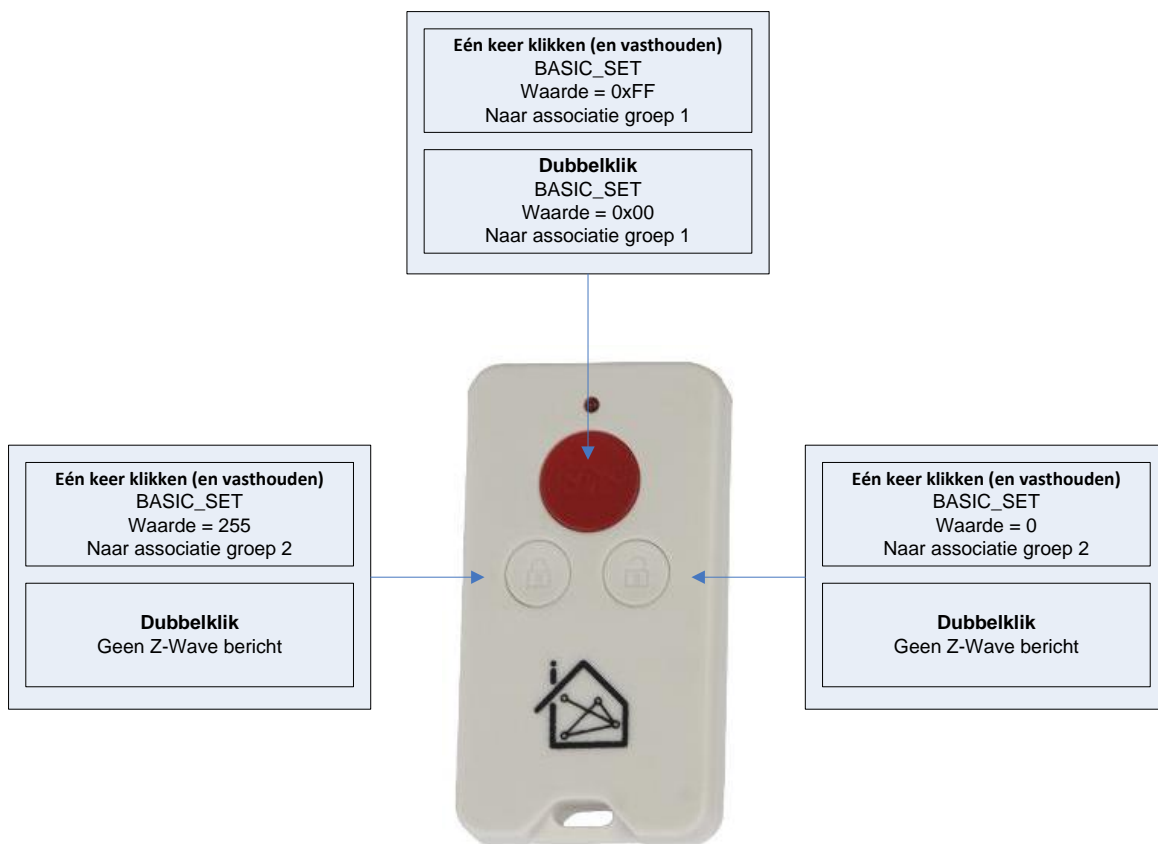 Eén keer klikken (en vasthouden)
BASIC_SET
Waarde = 0xFF
Naar associatie groep 1
Dubbelklik
BASIC_SET
Waarde = 0x00
Naar associatie groep 1
Eén keer klikken (en vasthouden)
BASIC_SET
Waarde = 255
Naar associatie groep 2
Dubbelklik
Geen Z-Wave bericht
Eén keer klikken (en vasthouden)
BASIC_SET
Waarde = 0
Naar associatie groep 2
Dubbelklik
Geen Z-Wave bericht